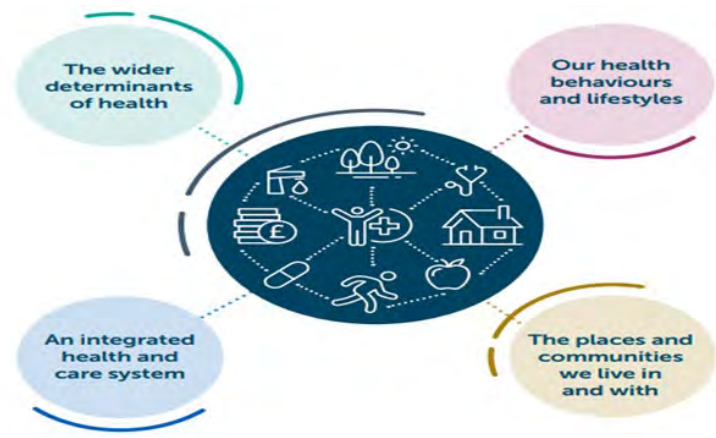 The wider
determinants
of health
Our health
behaviours
and lifestyles
£
An integrated
health and
care system
The places and
communities
we live in
and with